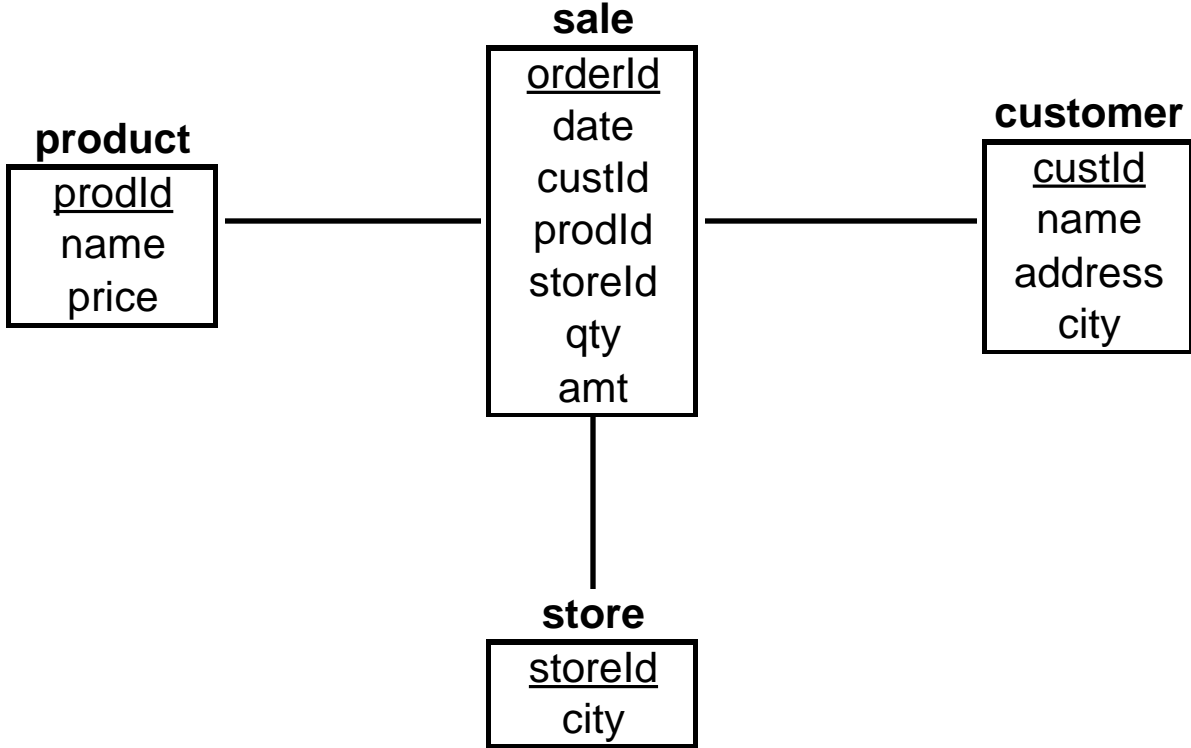 sale
orderId
date
custId
prodId
storeId
qty
amt
product
prodId
name
price
customer
custId
name
address
city
store
storeId
city